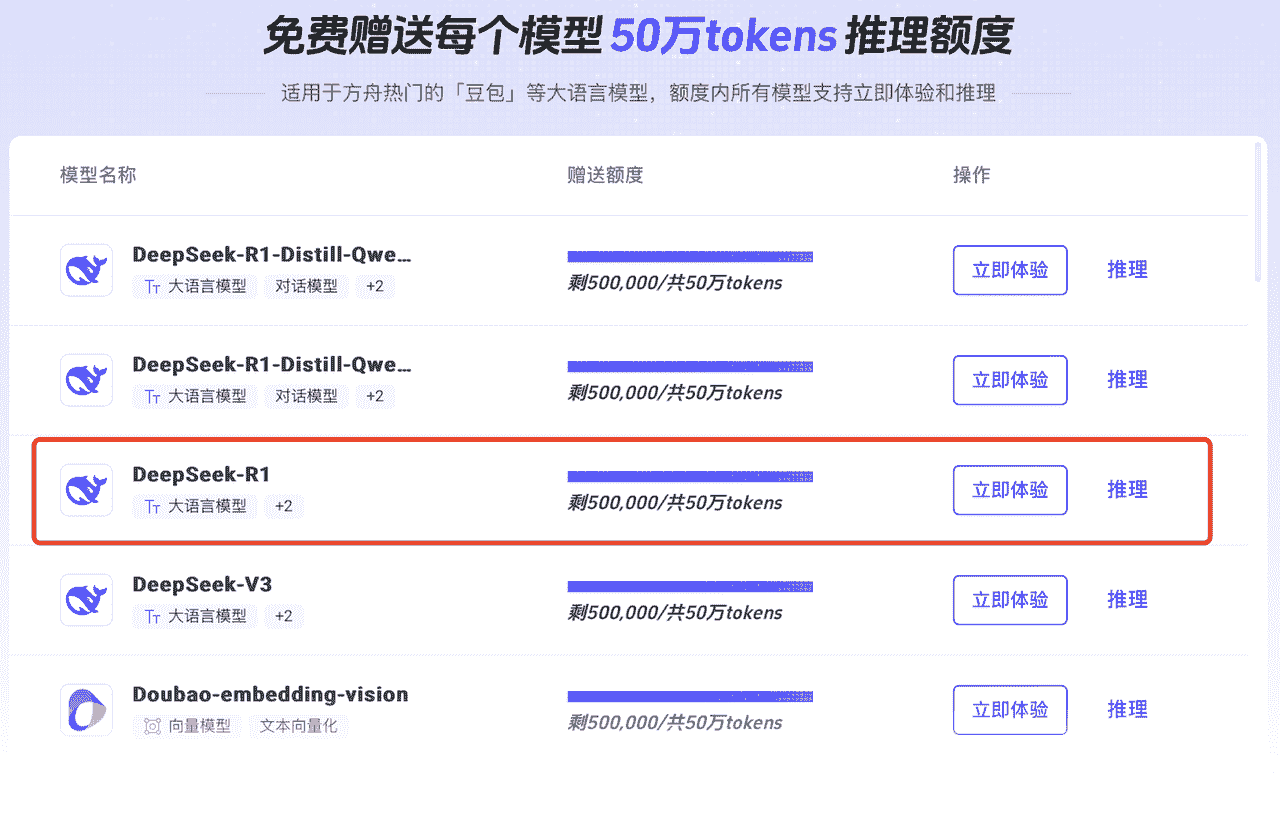 免费赠送每个模型 50万tokens 推理额度
适用于方舟热门的「豆包」等大语言模型，额度内所有模型支持立即体验和推理
模型名称 赠送额度 操作
DeepSeek-R1-Distill-Qwe...
大语言模型 对话模型 +2
剩500,000/共50万tokens
立即体验 推理
DeepSeek-R1-Distill-Qwe...
大语言模型 对话模型 +2
剩500,000/共50万tokens
立即体验 推理
DeepSeek-R1
大语言模型 +2
剩500,000/共50万tokens
立即体验 推理
DeepSeek-V3
大语言模型 +2
剩500,000/共50万tokens
立即体验 推理
Doubao-embedding-vision
向量模型 文本向量化
剩500,000/共50万tokens
立即体验 推理